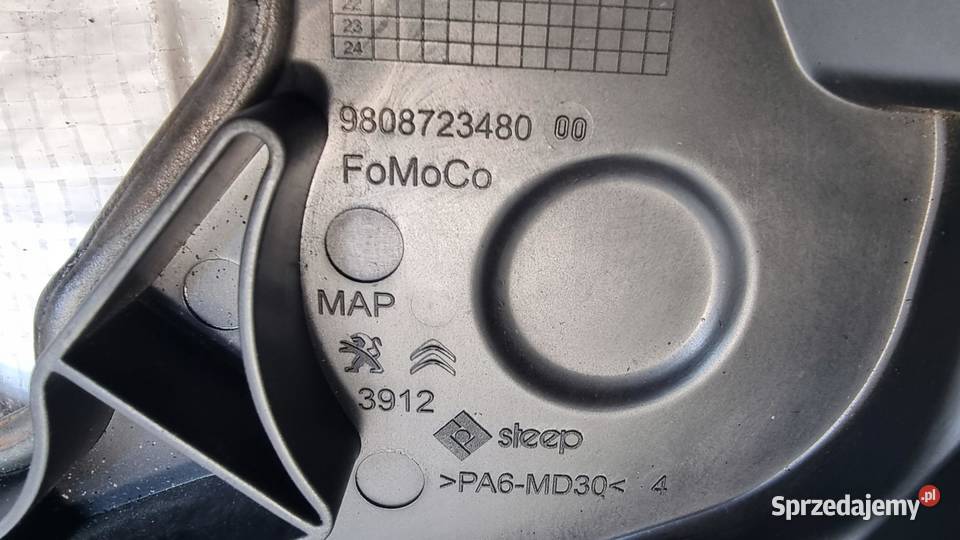 22
23
24
9808723480 00
FoMoCo
MAP
3912
steep
>PA6-MD30< 4
Sprzedajemy.pl